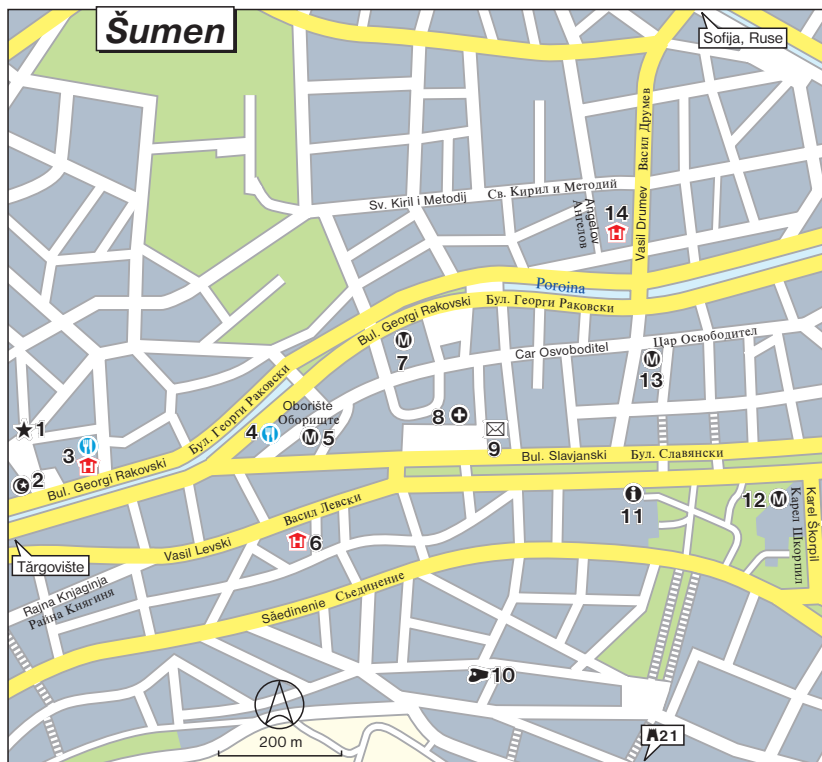 Šumen
Sofija, Ruse
Vasil Drumev Васил Друмев
Sv. Kiril i Metodij Св. Кирил и Методий
Angelov
Ангелов
14
H
Poroina
Bul. Georgi Rakovski Бул. Георги Раковски
M
7
Car Osvoboditel Цар Освободител
M
13
Bul. Georgi Rakovski Бул. Георги Раковски
Oborište
Обориште
4
M 5
8
9
1
3
H
2
Bul. Slavjanski Бул. Славянски
Vasil Levski Васил Левски
H 6
i
11
12 M
Karel Škorpil
Карел Шкорпил
Tărgovište
Rajna Knjaginja
Райна Княгиня
Săedinenie Съединение
10
200 m
21